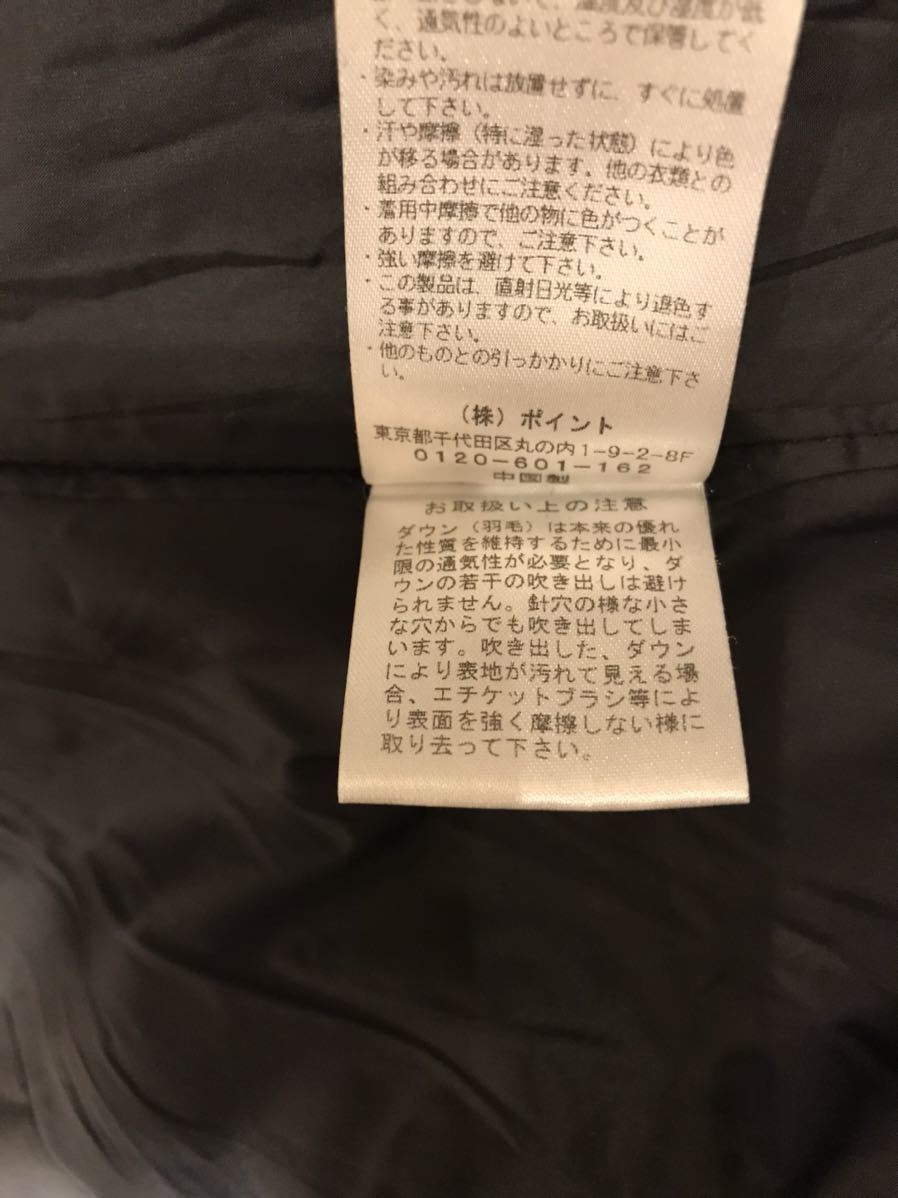 湿度及び湿度が低
く、通気性のよいところで保管してく
ださい。
・染みや汚れは放置せずに、すぐに処置
して下さい。
・汗や摩擦（特に湿った状態）により色
が移る場合があります。他の衣類との
組み合わせにご注意ください。
・着用中摩擦で他の物に色がつくことが
ありますので、ご注意下さい。
・強い摩擦を避けて下さい。
・この製品は、直射日光等により退色す
る事がありますので、お取扱いにはご
注意下さい。
・他のものとの引っかかりにご注意下さ
い。
（株）ポイント
東京都千代田区丸の内1-9-2-8F
0120-601-162
中国製
お取扱い上の注意
ダウン（羽毛）は本来の優れ
た性質を維持するために最小
限の通気性が必要となり、ダ
ウンの若干の吹き出しは避け
られません。針穴の様な小さ
な穴からでも吹き出してしま
います。吹き出した、ダウン
により表地が汚れて見える場
合、エチケットブラシ等によ
り表面を強く摩擦しない様に
取り去って下さい。